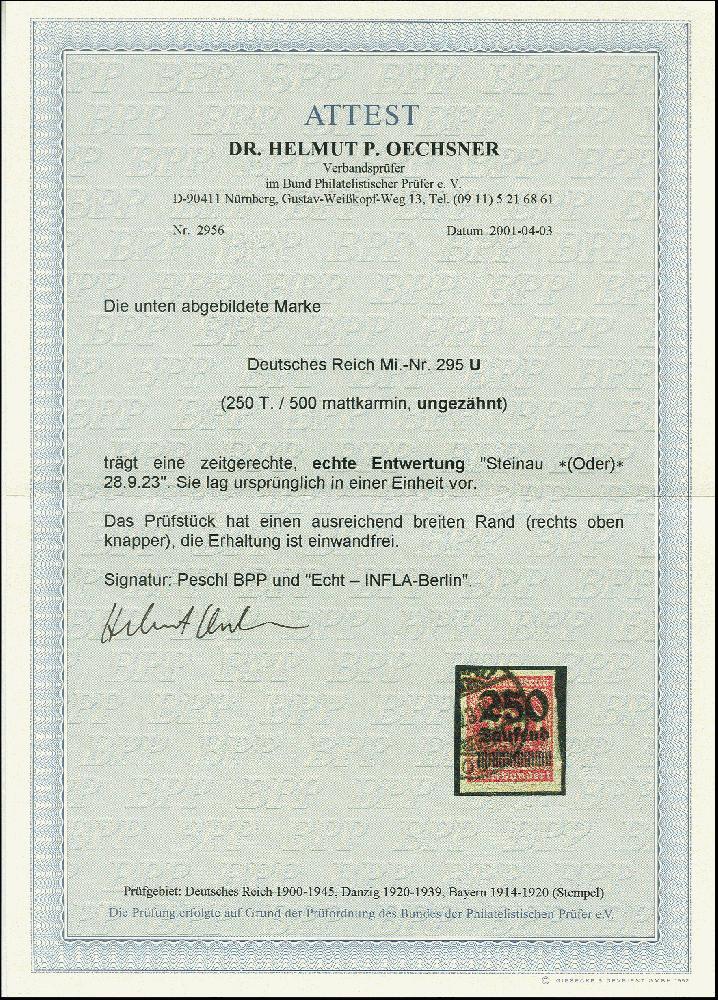 ATTEST
DR. HELMUT P. OECHSNER
Verbandsprüfer
im Bund Philatelistischer Prüfer e. V.
D-90411 Nürnberg, Gustav-Weißkopf-Weg 13, Tel. (09 11) 5 21 68 61
Nr. 2956
Datum 2001-04-03
Die unten abgebildete Marke
Deutsches Reich Mi.-Nr. 295 U
(250 T. / 500 mattkarmin, ungezähnt)
trägt eine zeitgerechte, echte Entwertung "Steinau *(Oder)*
28.9.23". Sie lag ursprünglich in einer Einheit vor.
Das Prüfstück hat einen ausreichend breiten Rand (rechts oben
knapper), die Erhaltung ist einwandfrei.
Signatur: Peschl BPP und "Echt – INFLA-Berlin".
250
Tausend
Prüfgebiet: Deutsches Reich 1900-1945, Danzig 1920-1939, Bayern 1914-1920 (Stempel)
Die Prüfung erfolgte auf Grund der Prüfordnung des Bundes der Philatelistischen Prüfer e.V.
© GIESECKE & DEVRIENT GMBH 1992